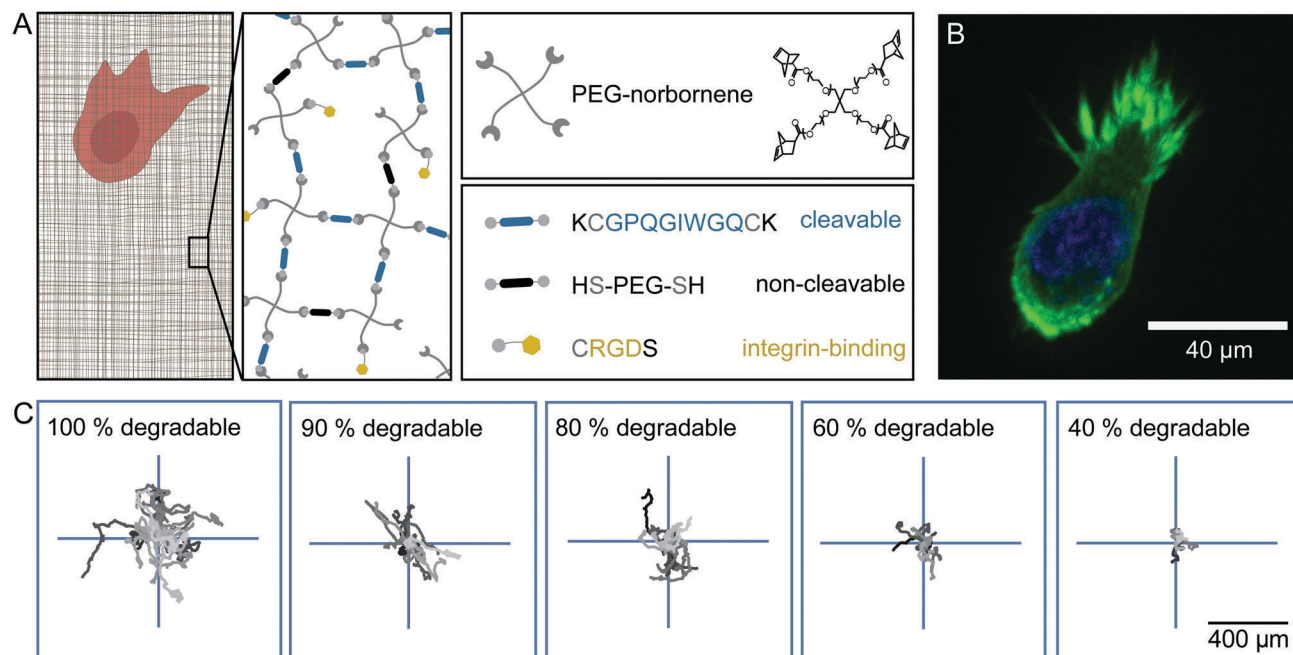 A
PEG-norbornene
KCGPQGIWGQCK cleavable
HS-PEG-SH non-cleavable
CRGDS integrin-binding
B
40 µm
C
100 % degradable
90 % degradable
80 % degradable
60 % degradable
40 % degradable
400 µm